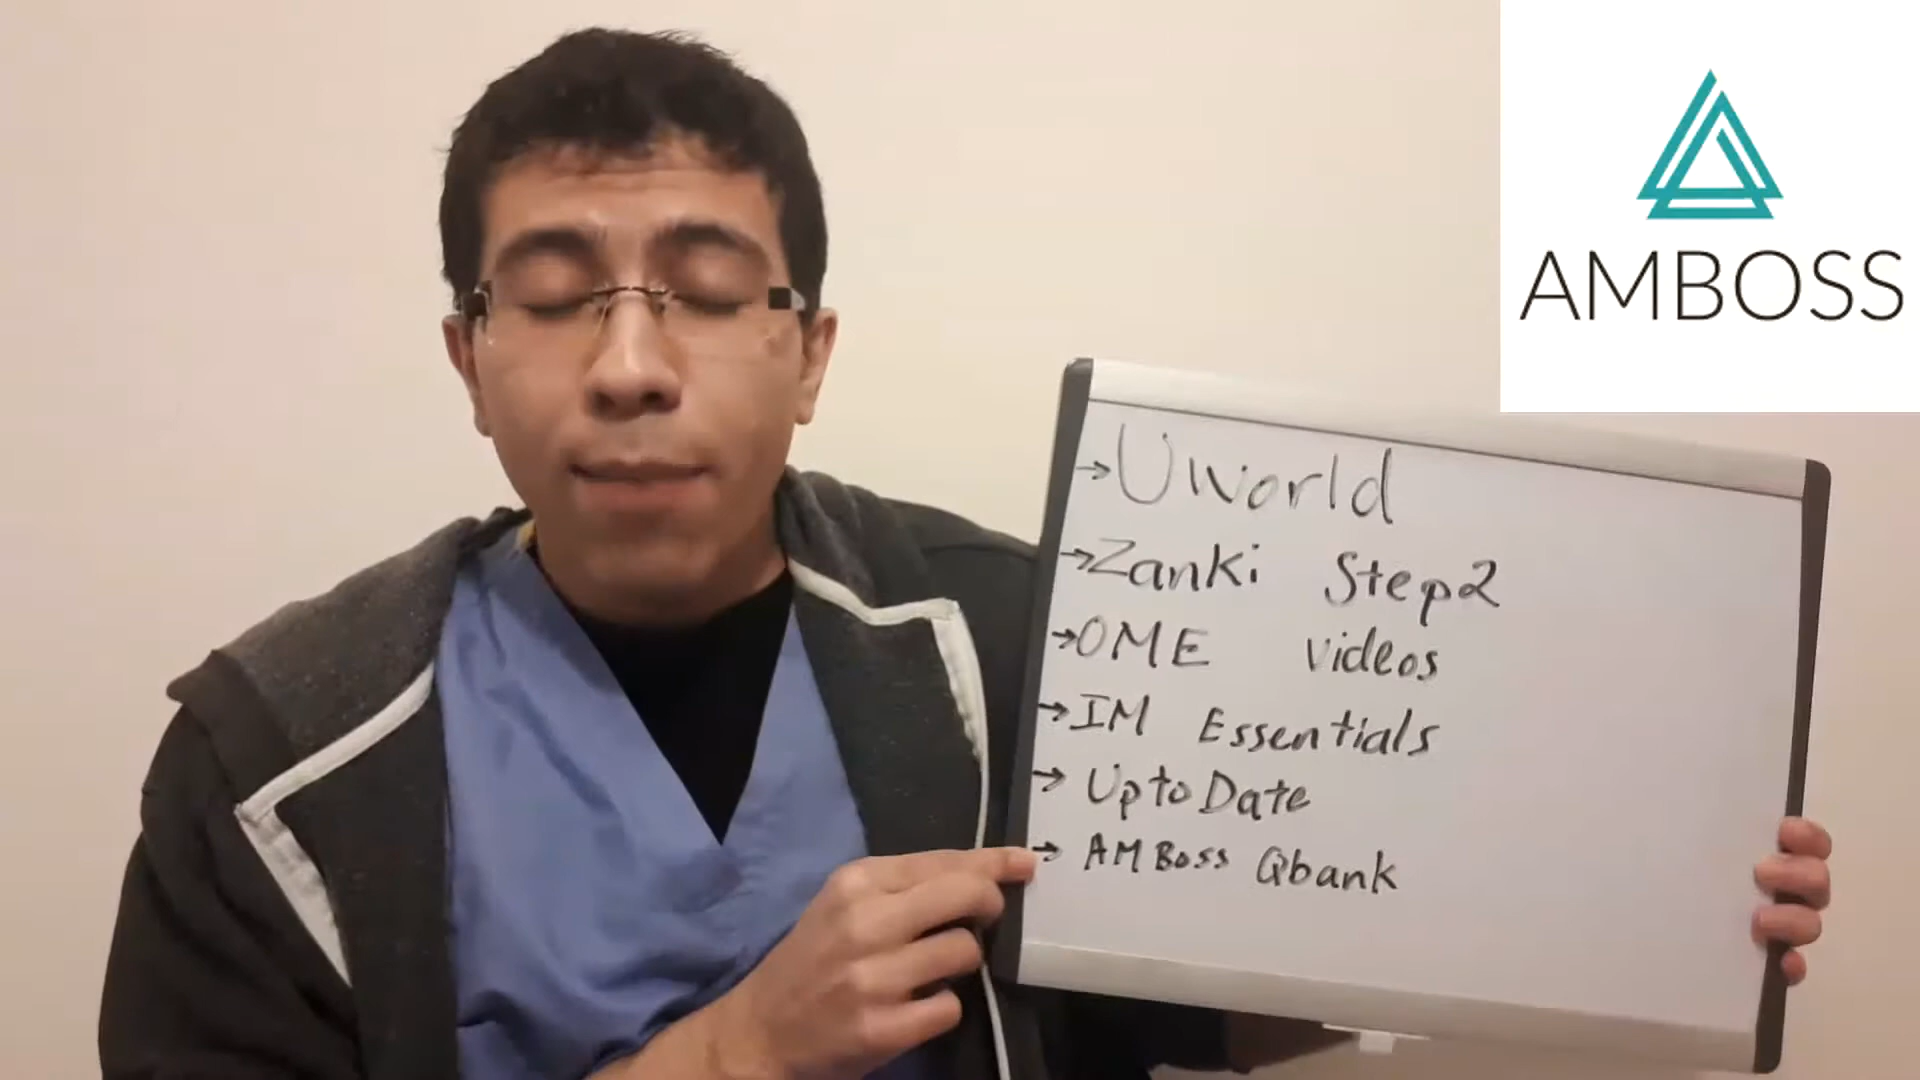 AMBOSS
→Uworld
→Zanki Step2
→OME videos
→IM Essentials
→UptoDate
→AMBoss Qbank